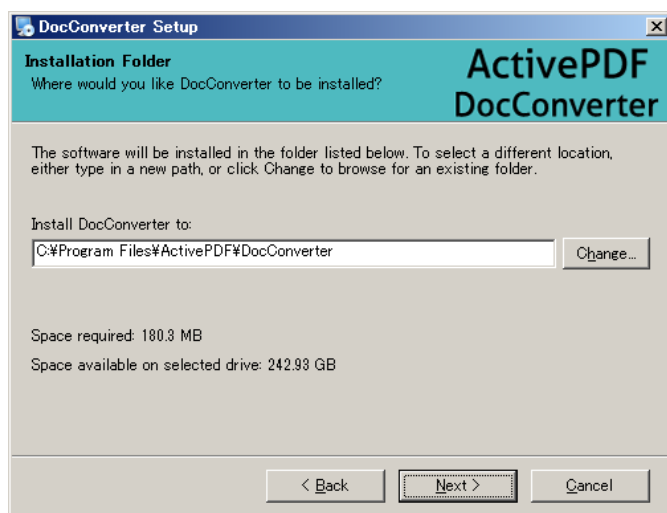 DocConverter Setup
Installation Folder
Where would you like DocConverter to be installed?
ActivePDF
DocConverter
The software will be installed in the folder listed below. To select a different location,
either type in a new path, or click Change to browse for an existing folder.
Install DocConverter to:
C:¥Program Files¥ActivePDF¥DocConverter
Change...
Space required: 180.3 MB
Space available on selected drive: 242.93 GB
< Back
Next >
Cancel